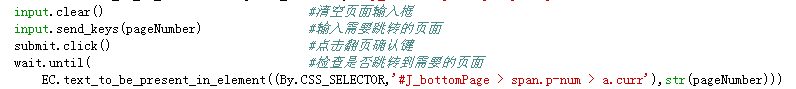 input.clear() #清空页面输入框
input.send_keys(pageNumber) #输入需要跳转的页面
submit.click() #点击翻页确认键
wait.until( #检查是否跳转到需要的页面
EC.text_to_be_present_in_element((By.CSS_SELECTOR,'#J_bottomPage > span.p-num > a.curr'),str(pageNumber)))